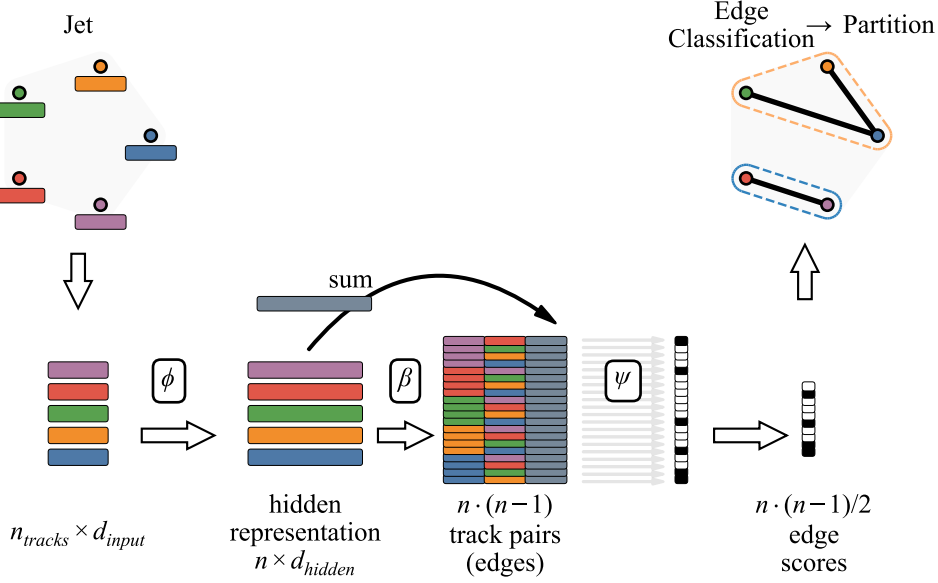 Jet
Edge
Classification → Partition
sum
ϕ
β
ψ
n_tracks × d_input
hidden
representation
n × d_hidden
n·(n−1)
track pairs
(edges)
n·(n−1)/2
edge
scores